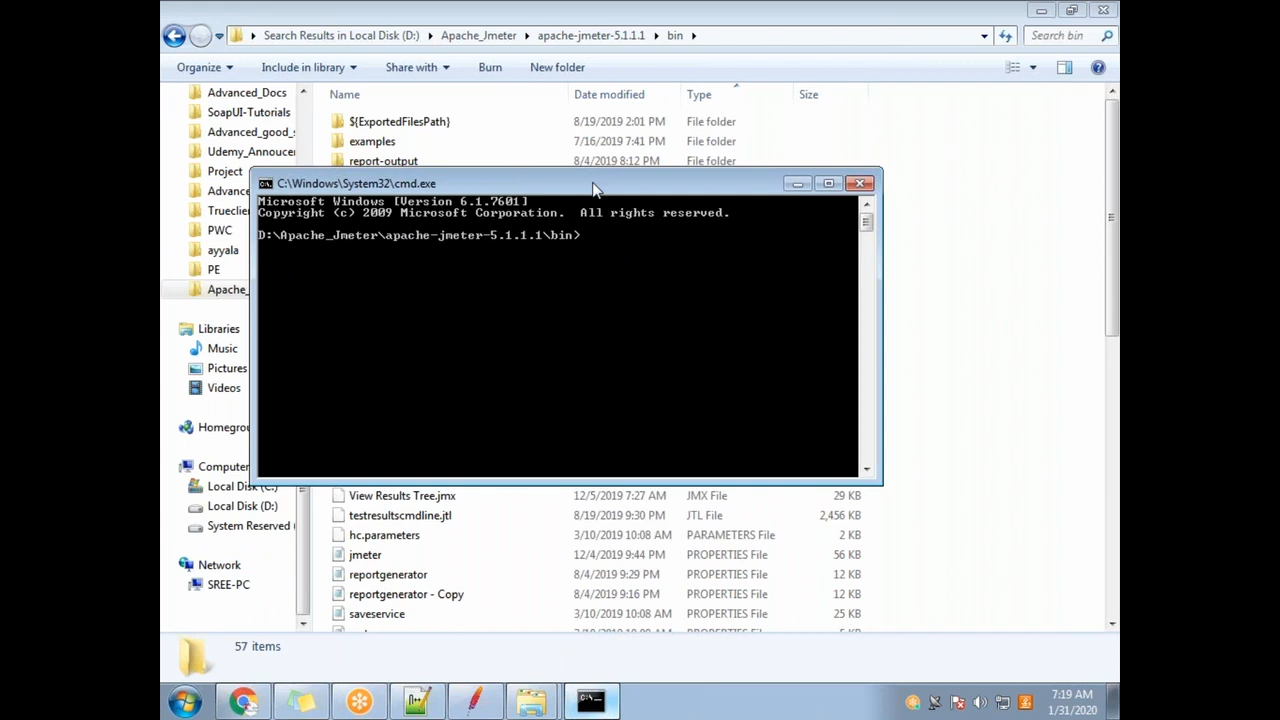 Search Results in Local Disk (D:) Apache_Jmeter apache-jmeter-5.1.1.1 bin
Search bin
Organize Include in library Share with Burn New folder
Name Date modified Type Size
Advanced_Docs
SoapUI-Tutorials
Advanced_good_s
Udemy_Annoucer
Project
Advance
Trueclien
PWC
ayyala
PE
Apache_
Libraries
Music
Pictures
Videos
Homegrou
Computer
Local Disk (C:)
Local Disk (D:)
System Reserved
Network
SREE-PC
${ExportedFilesPath} 8/19/2019 2:01 PM File folder
examples 7/16/2019 7:41 PM File folder
report-output 8/4/2019 8:12 PM File folder
C:\Windows\System32\cmd.exe
Microsoft Windows [Version 6.1.7601]
Copyright (c) 2009 Microsoft Corporation. All rights reserved.
D:\Apache_Jmeter\apache-jmeter-5.1.1.1\bin>
View Results Tree.jmx 12/5/2019 7:27 AM JMX File 29 KB
testresultscmdline.jtl 8/19/2019 9:30 PM JTL File 2,456 KB
hc.parameters 3/10/2019 10:08 AM PARAMETERS File 2 KB
jmeter 12/4/2019 9:44 PM PROPERTIES File 56 KB
reportgenerator 8/4/2019 9:29 PM PROPERTIES File 12 KB
reportgenerator - Copy 8/4/2019 9:16 PM PROPERTIES File 12 KB
saveservice 3/10/2019 10:08 AM PROPERTIES File 25 KB
57 items
7:19 AM
1/31/2020